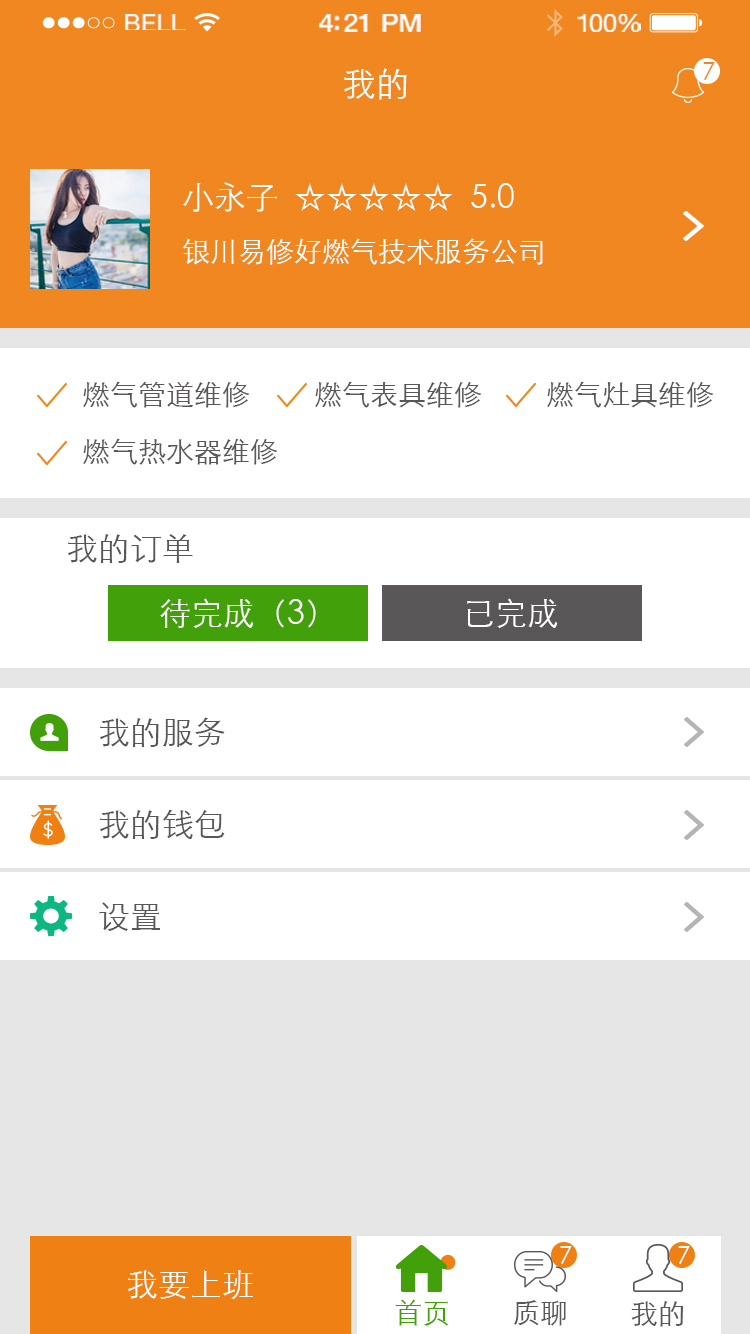 BELL 4:21 PM 100%
我的 7
小永子 ☆☆☆☆☆ 5.0
银川易修好燃气技术服务公司
燃气管道维修 燃气表具维修 燃气灶具维修
燃气热水器维修
我的订单
待完成（3） 已完成
我的服务
$ 我的钱包
设置
我要上班
7 7
首页 质聊 我的